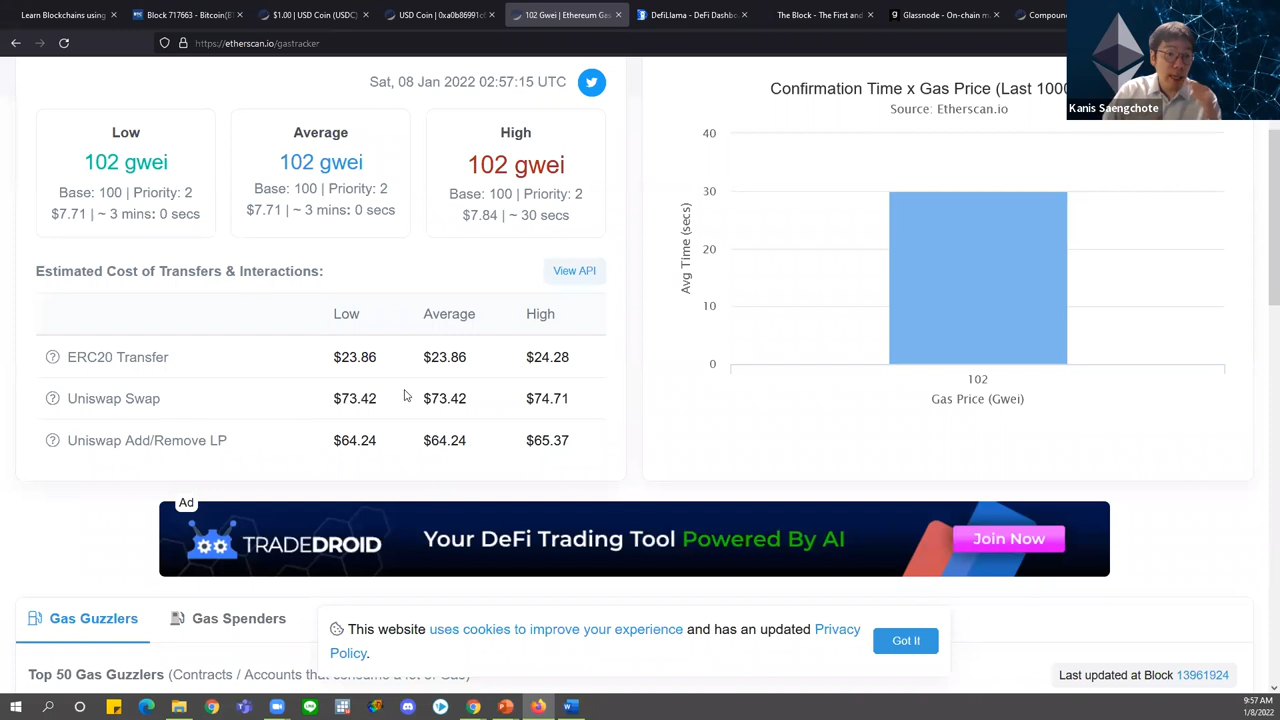 Learn Blockchains using
Block 717663 - Bitcoin
$1.00 | USD Coin (USDC)
USD Coin | 0xa0b86991c
102 Gwei | Ethereum Gas
DefiLlama - DeFi Dashbo
The Block - The First and
Glassnode - On-chain m
Compound
https://etherscan.io/gastracker
Kanis Saengchote
Sat, 08 Jan 2022 02:57:15 UTC
Low
102 gwei
Base: 100 | Priority: 2
$7.71 | ~ 3 mins: 0 secs
Average
102 gwei
Base: 100 | Priority: 2
$7.71 | ~ 3 mins: 0 secs
High
102 gwei
Base: 100 | Priority: 2
$7.84 | ~ 30 secs
Estimated Cost of Transfers & Interactions:
View API
Low Average High
ERC20 Transfer $23.86 $23.86 $24.28
Uniswap Swap $73.42 $73.42 $74.71
Uniswap Add/Remove LP $64.24 $64.24 $65.37
Confirmation Time x Gas Price (Last 100
Source: Etherscan.io
Avg Time (secs)
40
30
20
10
0
102
Gas Price (Gwei)
Ad
TRADEDROID
Your DeFi Trading Tool Powered By AI
Join Now
Gas Guzzlers
Gas Spenders
This website uses cookies to improve your experience and has an updated Privacy
Policy.
Got It
Top 50 Gas Guzzlers (Contracts / Accounts that consume a lot of Gas)
Last updated at Block 13961924
9:57 AM
1/8/2022